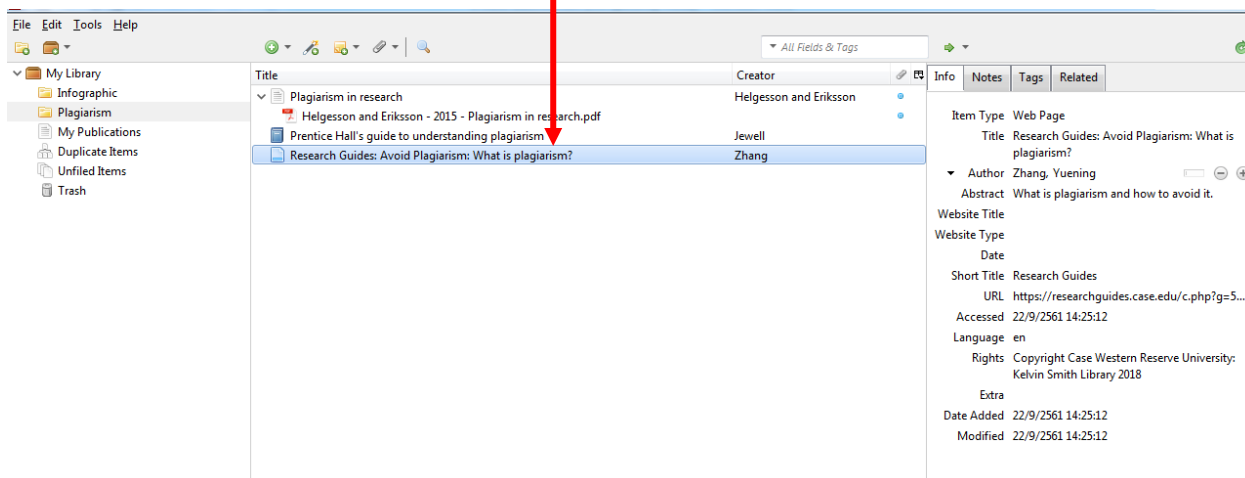 File Edit Tools Help
All Fields & Tags
My Library
Infographic
Plagiarism
My Publications
Duplicate Items
Unfiled Items
Trash
Title Creator
Plagiarism in research Helgesson and Eriksson
Helgesson and Eriksson - 2015 - Plagiarism in research.pdf
Prentice Hall's guide to understanding plagiarism Jewell
Research Guides: Avoid Plagiarism: What is plagiarism? Zhang
Info Notes Tags Related
Item Type Web Page
Title Research Guides: Avoid Plagiarism: What is
plagiarism?
Author Zhang, Yuening
Abstract What is plagiarism and how to avoid it.
Website Title
Website Type
Date
Short Title Research Guides
URL https://researchguides.case.edu/c.php?g=5...
Accessed 22/9/2561 14:25:12
Language en
Rights Copyright Case Western Reserve University:
Kelvin Smith Library 2018
Extra
Date Added 22/9/2561 14:25:12
Modified 22/9/2561 14:25:12